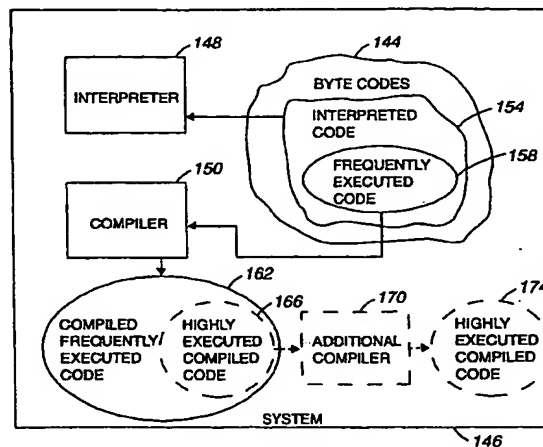 148
144
INTERPRETER
BYTE CODES
154
INTERPRETED
CODE
158
FREQUENTLY
EXECUTED
CODE
150
COMPILER
162
166
170
174
COMPILED
FREQUENTLY/
EXECUTED
CODE
HIGHLY
EXECUTED
COMPILED
CODE
ADDITIONAL
COMPILER
HIGHLY
EXECUTED
COMPILED
CODE
SYSTEM
146